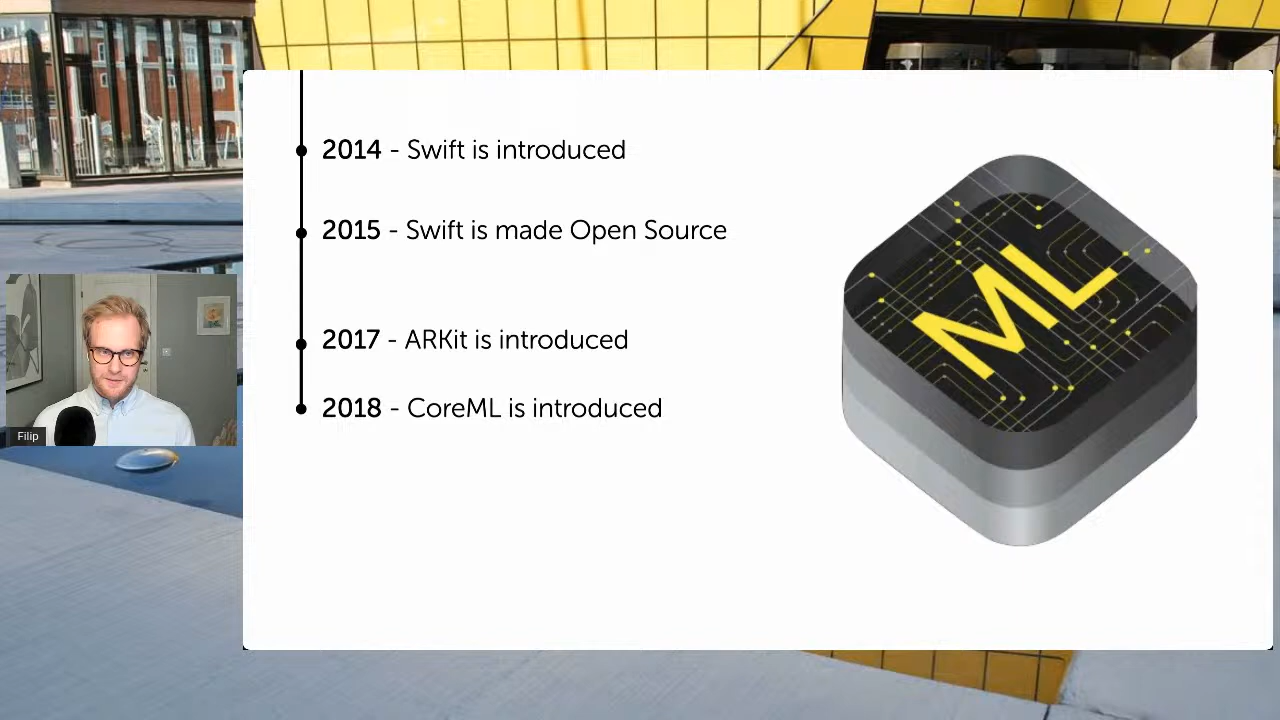 2014 - Swift is introduced
2015 - Swift is made Open Source
2017 - ARKit is introduced
2018 - CoreML is introduced
ML
Filip